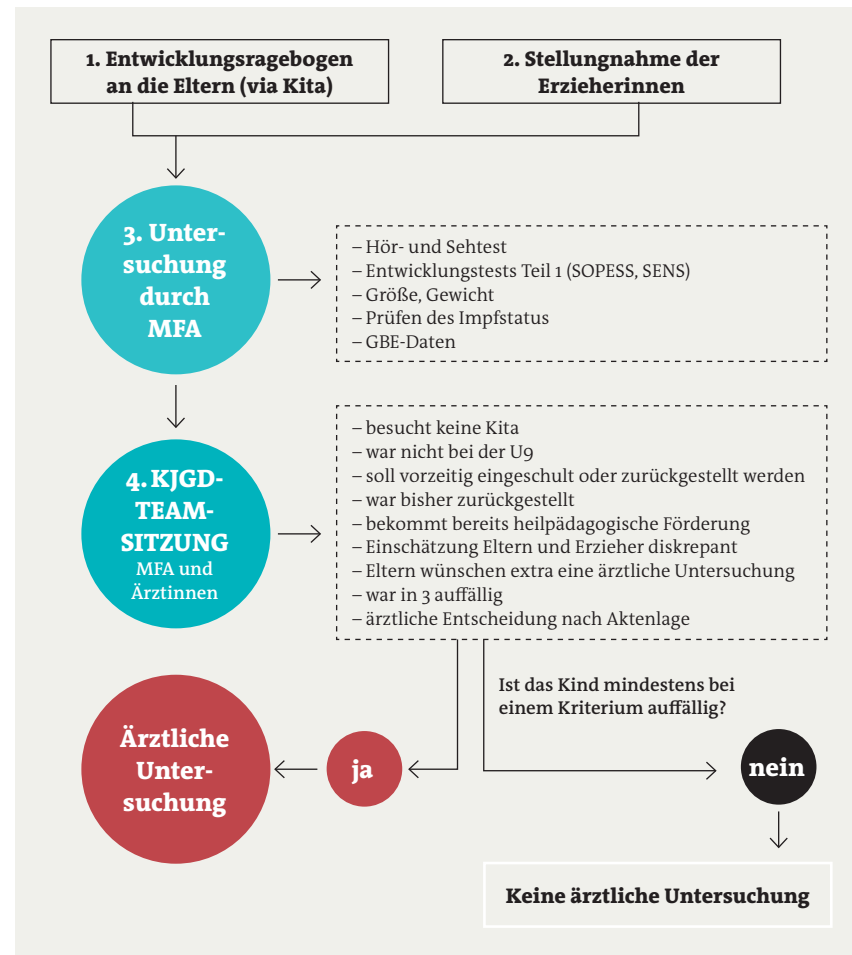 1. Entwicklungsragebogen
an die Eltern (via Kita)
2. Stellungnahme der
Erzieherinnen
3. Unter-
suchung
durch
MFA
– Hör- und Sehtest
– Entwicklungstests Teil 1 (SOPESS, SENS)
– Größe, Gewicht
– Prüfen des Impfstatus
– GBE-Daten
4. KJGD-
TEAM-
SITZUNG
MFA und
Ärztinnen
– besucht keine Kita
– war nicht bei der U9
– soll vorzeitig eingeschult oder zurückgestellt werden
– war bisher zurückgestellt
– bekommt bereits heilpädagogische Förderung
– Einschätzung Eltern und Erzieher diskrepant
– Eltern wünschen extra eine ärztliche Untersuchung
– war in 3 auffällig
– ärztliche Entscheidung nach Aktenlage
Ist das Kind mindestens bei
einem Kriterium auffällig?
Ärztliche
Unter-
suchung
ja
nein
Keine ärztliche Untersuchung